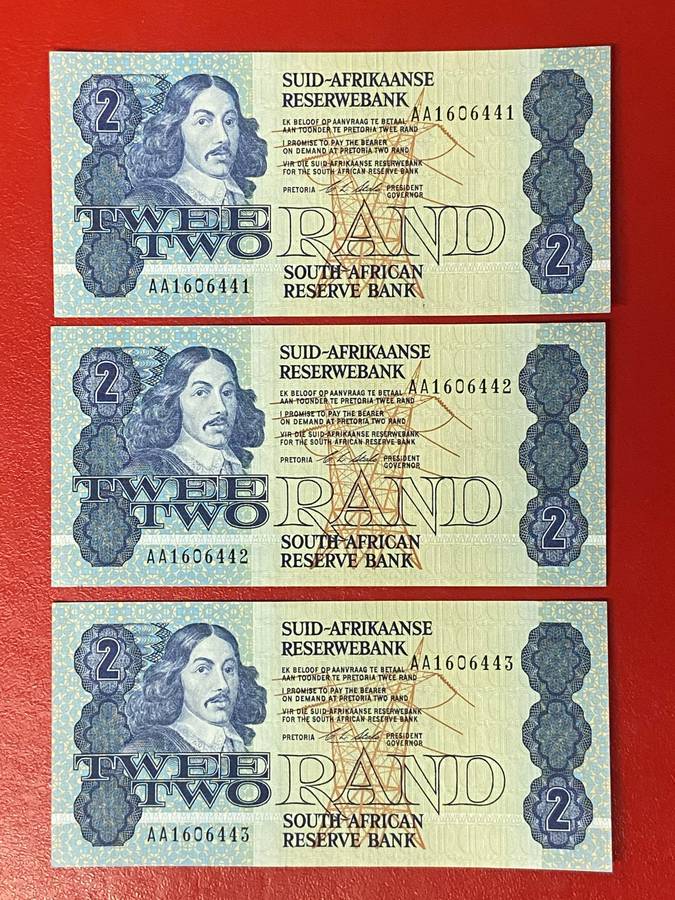 2
SUID-AFRIKAANSE
RESERWEBANK
AA1606441
EK BELOOF OP AANVRAAG TE BETAAL
AAN TOONDER TE PRETORIA TWEE RAND
I PROMISE TO PAY THE BEARER
ON DEMAND AT PRETORIA TWO RAND
VIR DIE SUID-AFRIKAANSE RESERWEBANK
FOR THE SOUTH AFRICAN RESERVE BANK
PRETORIA PRESIDENT
GOVERNOR
TWEE
TWO RAND
2
SOUTH-AFRICAN
RESERVE BANK
AA1606441
2
SUID-AFRIKAANSE
RESERWEBANK
AA1606442
EK BELOOF OP AANVRAAG TE BETAAL
AAN TOONDER TE PRETORIA TWEE RAND
I PROMISE TO PAY THE BEARER
ON DEMAND AT PRETORIA TWO RAND
VIR DIE SUID-AFRIKAANSE RESERWEBANK
FOR THE SOUTH AFRICAN RESERVE BANK
PRETORIA PRESIDENT
GOVERNOR
TWEE
TWO RAND
2
SOUTH-AFRICAN
RESERVE BANK
AA1606442
2
SUID-AFRIKAANSE
RESERWEBANK
AA1606443
EK BELOOF OP AANVRAAG TE BETAAL
AAN TOONDER TE PRETORIA TWEE RAND
I PROMISE TO PAY THE BEARER
ON DEMAND AT PRETORIA TWO RAND
VIR DIE SUID-AFRIKAANSE RESERWEBANK
FOR THE SOUTH AFRICAN RESERVE BANK
PRETORIA PRESIDENT
GOVERNOR
TWEE
TWO RAND
2
SOUTH-AFRICAN
RESERVE BANK
AA1606443